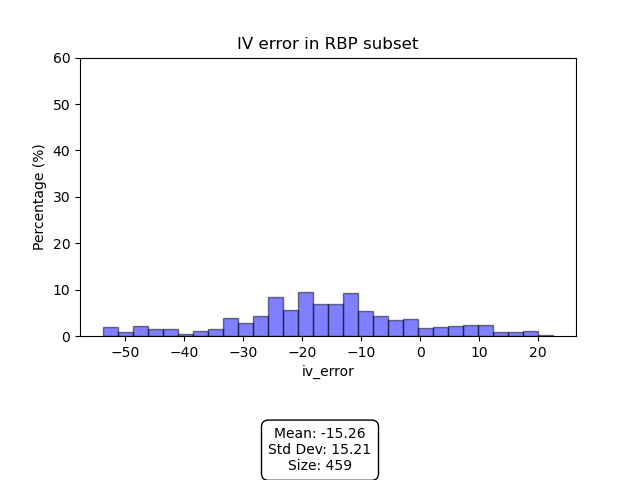 IV error in RBP subset
60
50
40
30
20
10
0
Percentage (%)
−50 −40 −30 −20 −10 0 10 20
iv_error
Mean: -15.26
Std Dev: 15.21
Size: 459